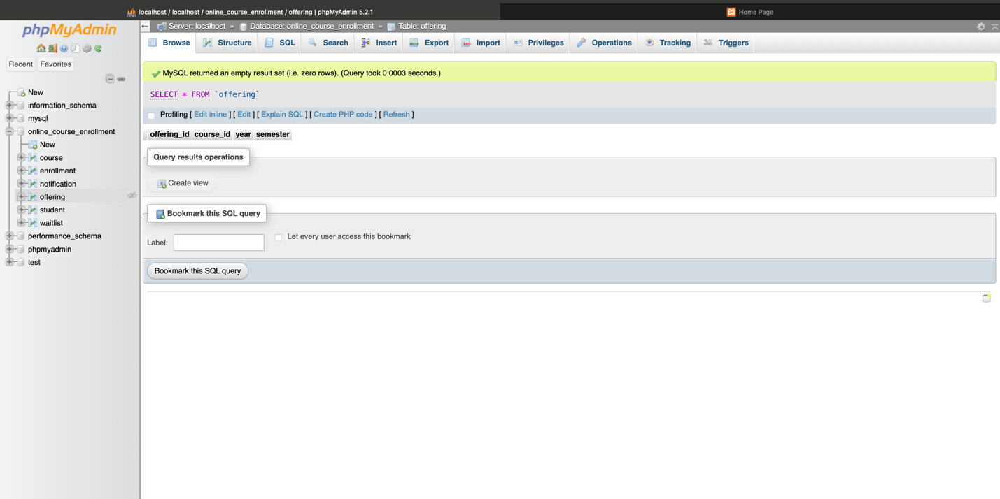 localhost / localhost / online_course_enrollment / offering | phpMyAdmin 5.2.1
Home Page
phpMyAdmin
Recent
Favorites
New
information_schema
mysql
online_course_enrollment
New
course
enrollment
notification
offering
student
waitlist
performance_schema
phpmyadmin
test
Server: localhost » Database: online_course_enrollment » Table: offering
Browse Structure SQL Search Insert Export Import Privileges Operations Tracking Triggers
MySQL returned an empty result set (i.e. zero rows). (Query took 0.0003 seconds.)
SELECT * FROM `offering`
Profiling [ Edit inline ] [ Edit ] [ Explain SQL ] [ Create PHP code ] [ Refresh ]
offering_id course_id year semester
Query results operations
Create view
Bookmark this SQL query
Label:
Let every user access this bookmark
Bookmark this SQL query